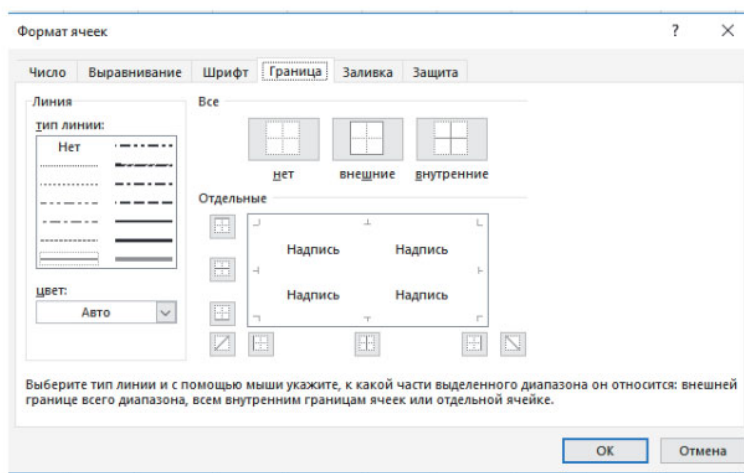 Формат ячеек ? ×
Число Выравнивание Шрифт Граница Заливка Защита
Линия
тип линии:
Нет
цвет:
Авто
Все
нет внешние внутренние
Отдельные
Надпись Надпись
Надпись Надпись
Выберите тип линии и с помощью мыши укажите, к какой части выделенного диапазона он относится: внешней
границе всего диапазона, всем внутренним границам ячеек или отдельной ячейке.
ОК Отмена